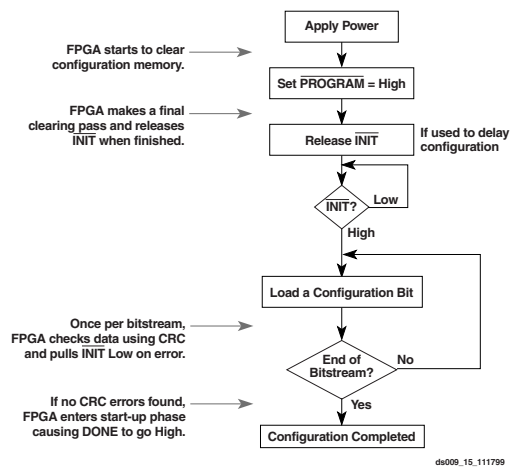 Apply Power
FPGA starts to clear
configuration memory.
Set PROGRAM = High
FPGA makes a final
clearing pass and releases
INIT when finished.
Release INIT
If used to delay
configuration
INIT?
Low
High
Load a Configuration Bit
Once per bitstream,
FPGA checks data using CRC
and pulls INIT Low on error.
End of
Bitstream?
No
Yes
If no CRC errors found,
FPGA enters start-up phase
causing DONE to go High.
Configuration Completed
ds009_15_111799